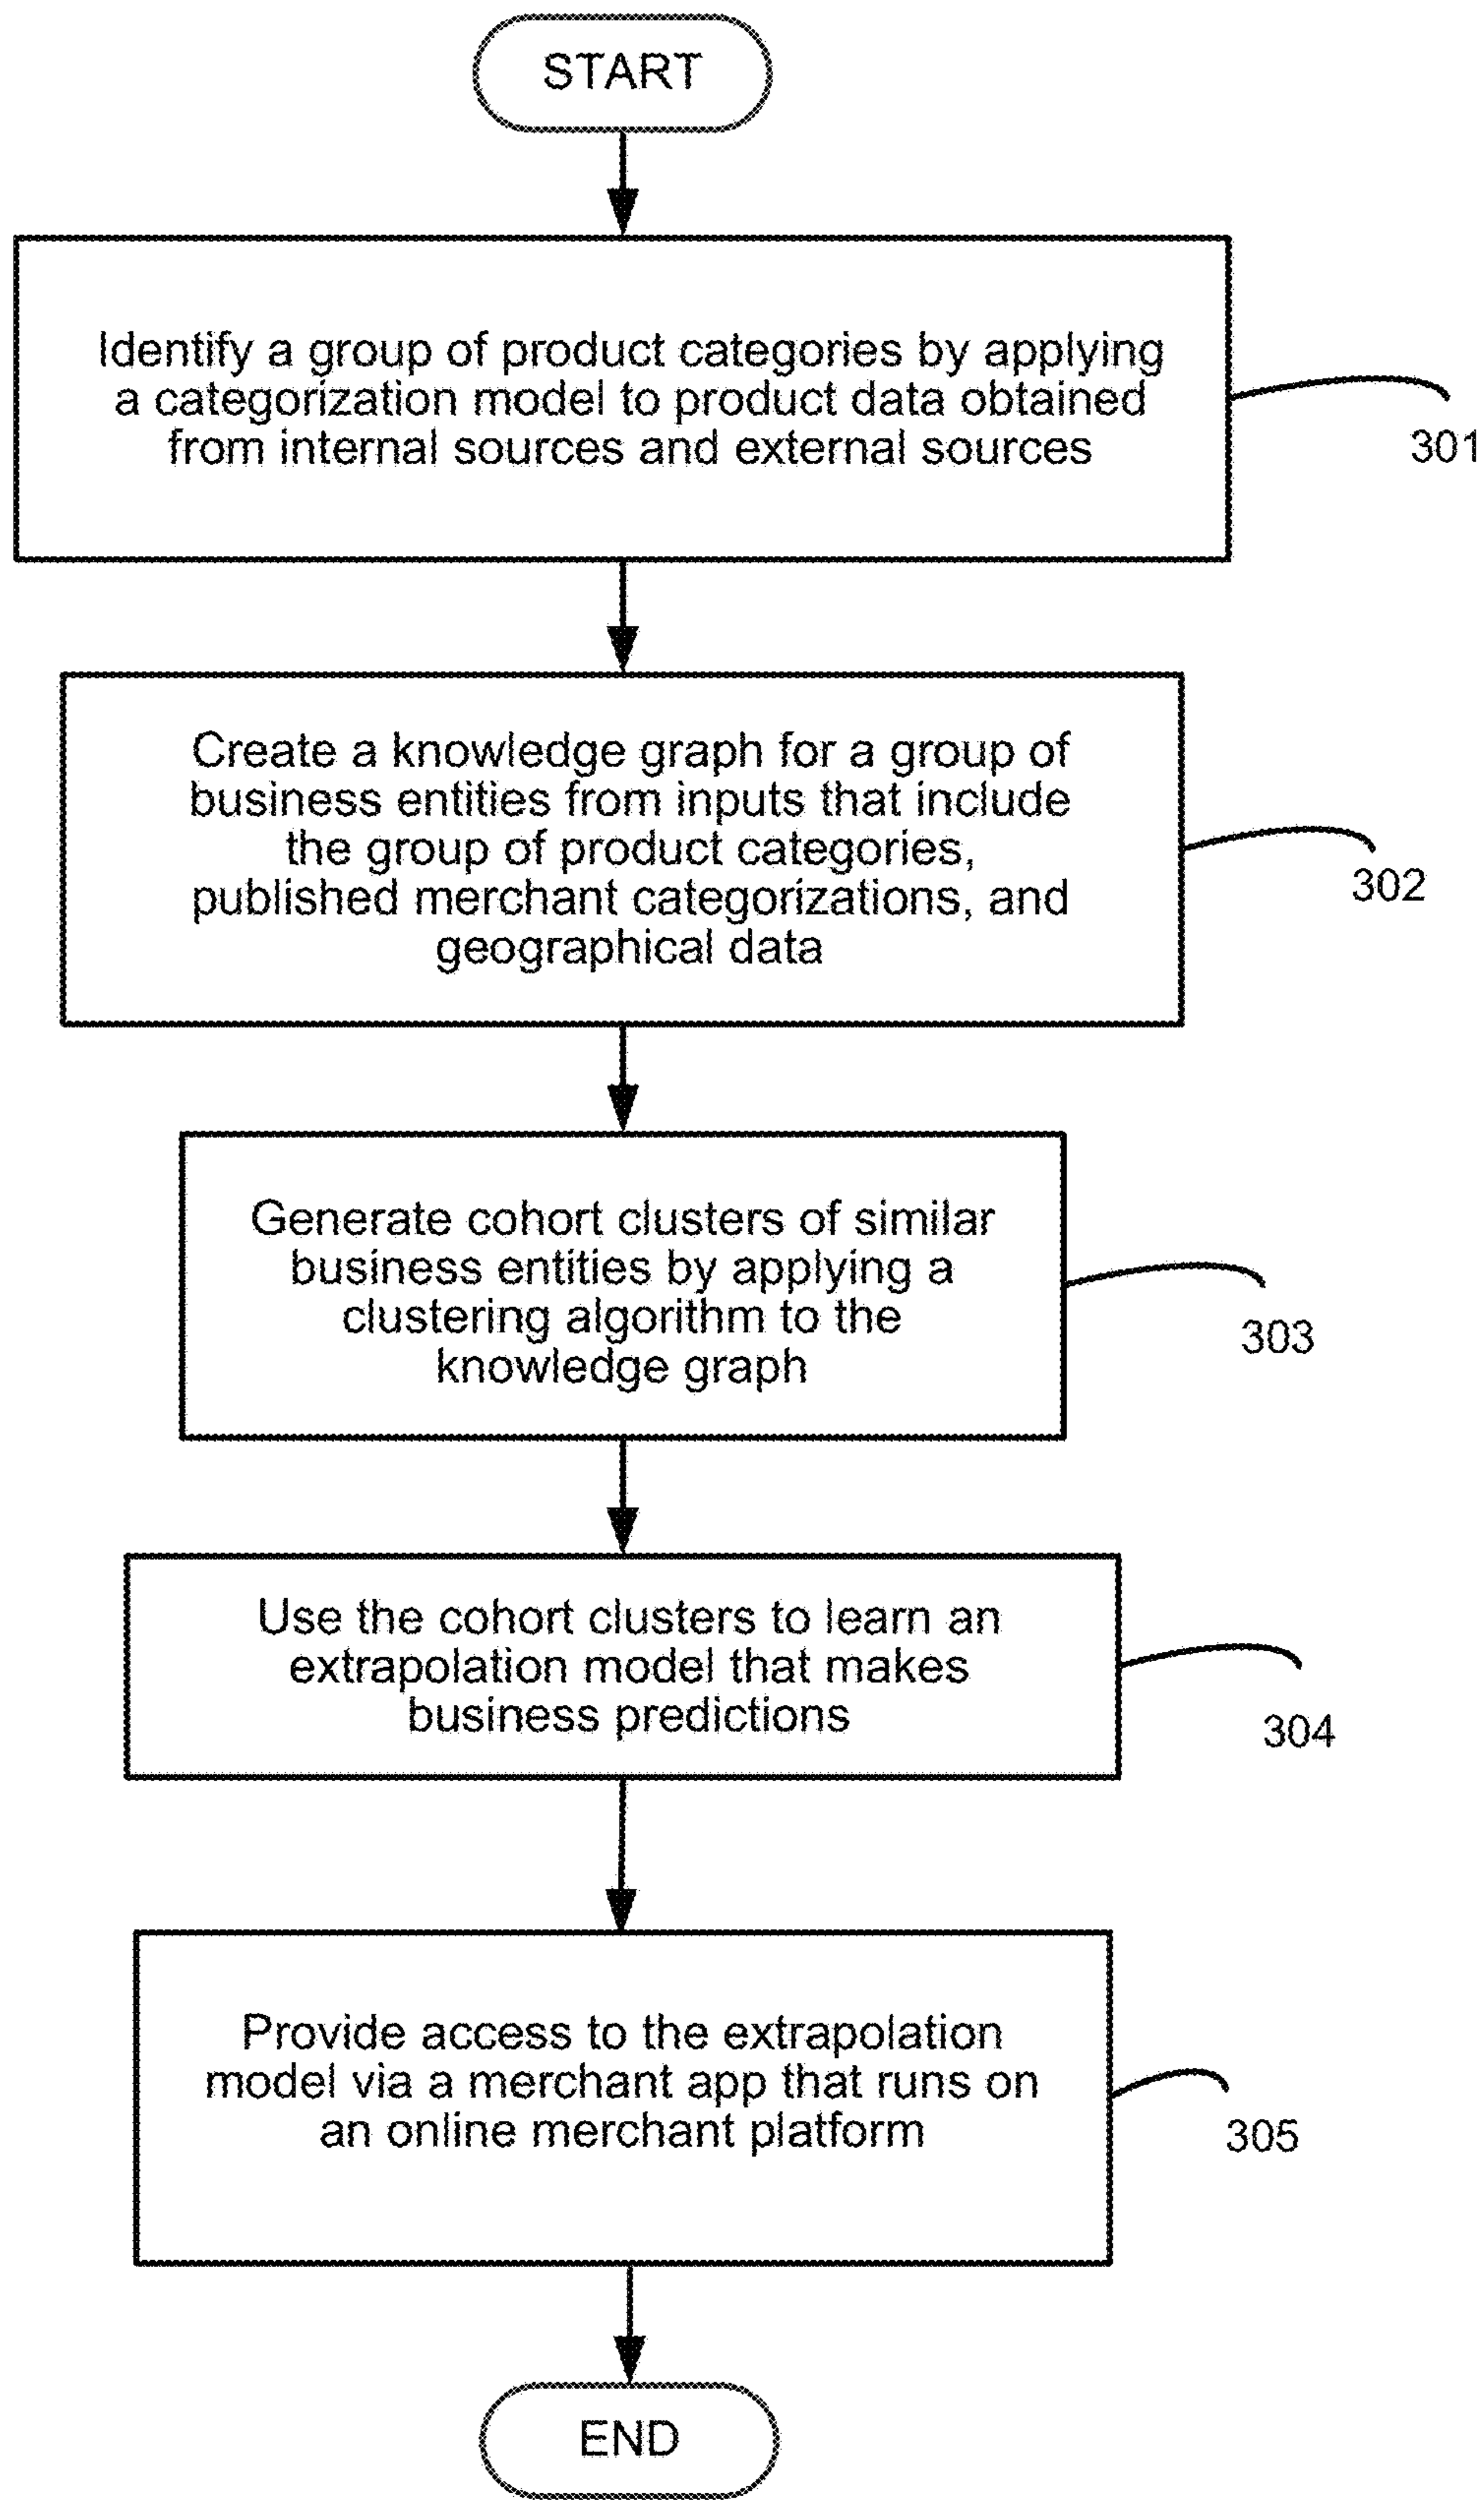 START
Identify a group of product categories by applying
a categorization model to product data obtained
from internal sources and external sources
301
Create a knowledge graph for a group of
business entities from inputs that include
the group of product categories,
published merchant categorizations, and
geographical data
302
Generate cohort clusters of similar
business entities by applying a
clustering algorithm to the
knowledge graph
303
Use the cohort clusters to learn an
extrapolation model that makes
business predictions
304
Provide access to the extrapolation
model via a merchant app that runs on
an online merchant platform
305
END